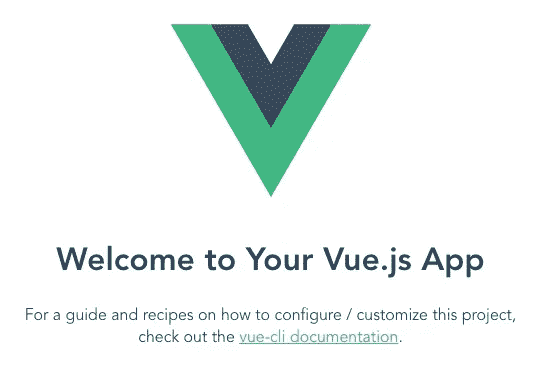 Welcome to Your Vue.js App
For a guide and recipes on how to configure / customize this project,
check out the vue-cli documentation.